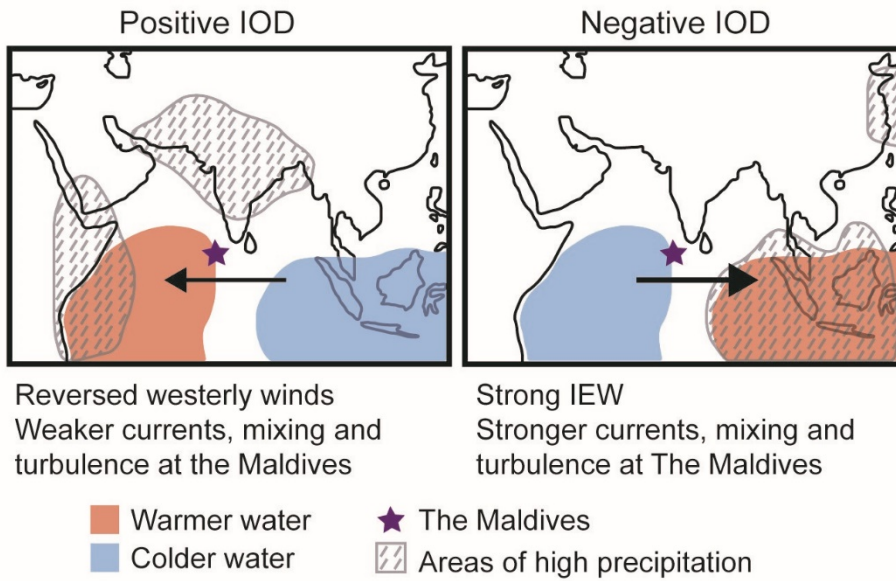 Positive IOD
Negative IOD
Reversed westerly winds
Weaker currents, mixing and
turbulence at the Maldives
Strong IEW
Stronger currents, mixing and
turbulence at The Maldives
Warmer water
The Maldives
Colder water
Areas of high precipitation